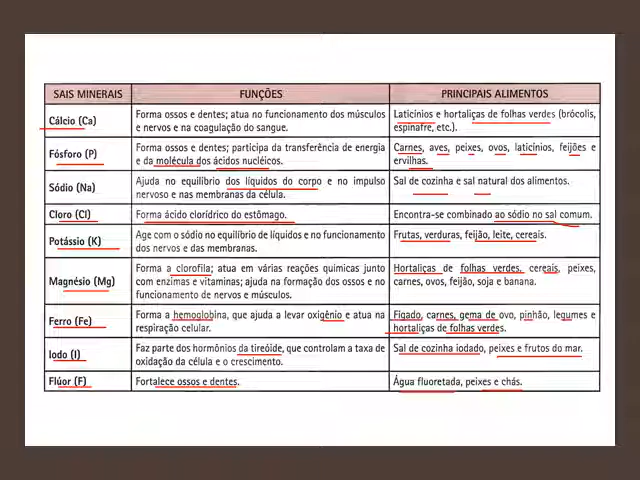 SAIS MINERAIS FUNÇÕES PRINCIPAIS ALIMENTOS
Cálcio (Ca)
Forma ossos e dentes; atua no funcionamento dos músculos
e nervos e na coagulação do sangue.
Laticínios e hortaliças de folhas verdes (brócolis,
espinafre, etc.).
Fósforo (P)
Forma ossos e dentes; participa da transferência de energia
e da molécula dos ácidos nucléicos.
Carnes, aves, peixes, ovos, laticínios, feijões e
ervilhas.
Sódio (Na)
Ajuda no equilíbrio dos líquidos do corpo e no impulso
nervoso e nas membranas da célula.
Sal de cozinha e sal natural dos alimentos.
Cloro (Cl)
Forma ácido clorídrico do estômago.
Encontra-se combinado ao sódio no sal comum.
Potássio (K)
Age com o sódio no equilíbrio de líquidos e no funcionamento
dos nervos e das membranas.
Frutas, verduras, feijão, leite, cereais.
Magnésio (Mg)
Forma a clorofila; atua em várias reações químicas junto
com enzimas e vitaminas; ajuda na formação dos ossos e no
funcionamento de nervos e músculos.
Hortaliças de folhas verdes, cereais, peixes,
carnes, ovos, feijão, soja e banana.
Ferro (Fe)
Forma a hemoglobina, que ajuda a levar oxigênio e atua na
respiração celular.
Fígado, carnes, gema de ovo, pinhão, legumes e
hortaliças de folhas verdes.
Iodo (I)
Faz parte dos hormônios da tireóide, que controlam a taxa de
oxidação da célula e o crescimento.
Sal de cozinha iodado, peixes e frutos do mar.
Flúor (F)
Fortalece ossos e dentes.
Água fluoretada, peixes e chás.